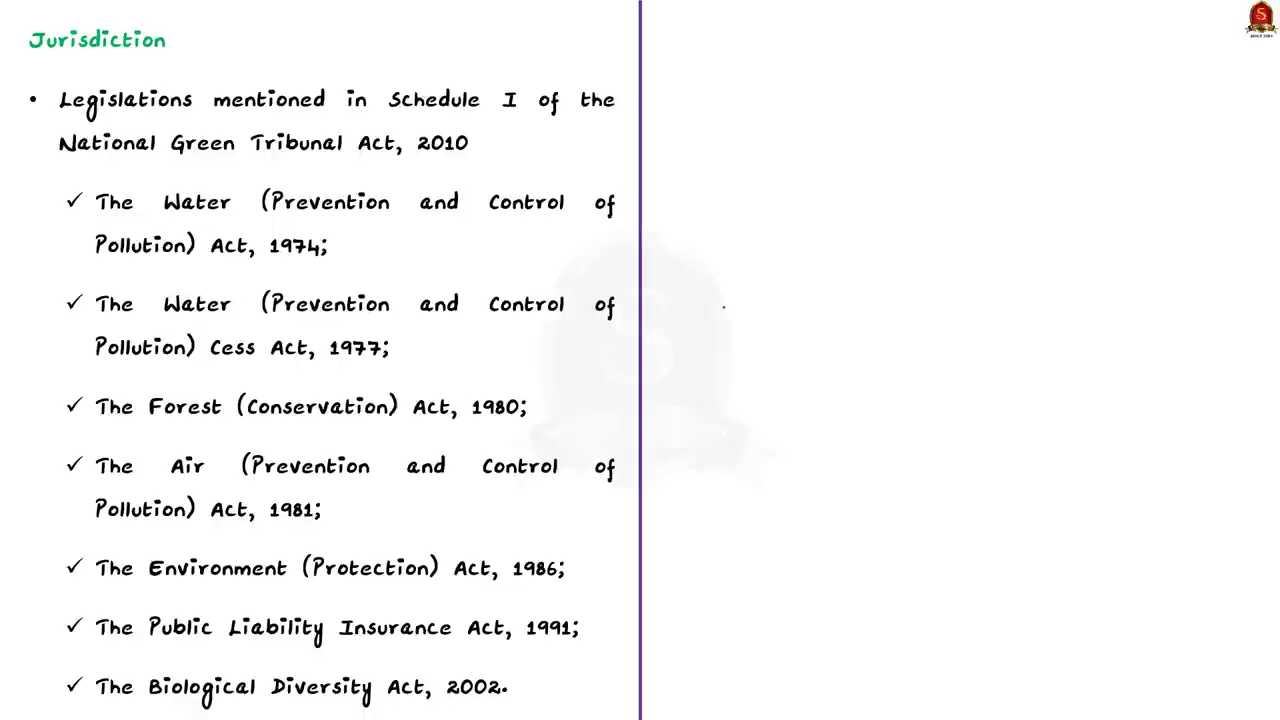 Jurisdiction
• Legislations mentioned in Schedule I of the
National Green Tribunal Act, 2010
✓ The Water (Prevention and Control of
Pollution) Act, 1974;
✓ The Water (Prevention and Control of
Pollution) Cess Act, 1977;
✓ The Forest (Conservation) Act, 1980;
✓ The Air (Prevention and Control of
Pollution) Act, 1981;
✓ The Environment (Protection) Act, 1986;
✓ The Public Liability Insurance Act, 1991;
✓ The Biological Diversity Act, 2002.
S